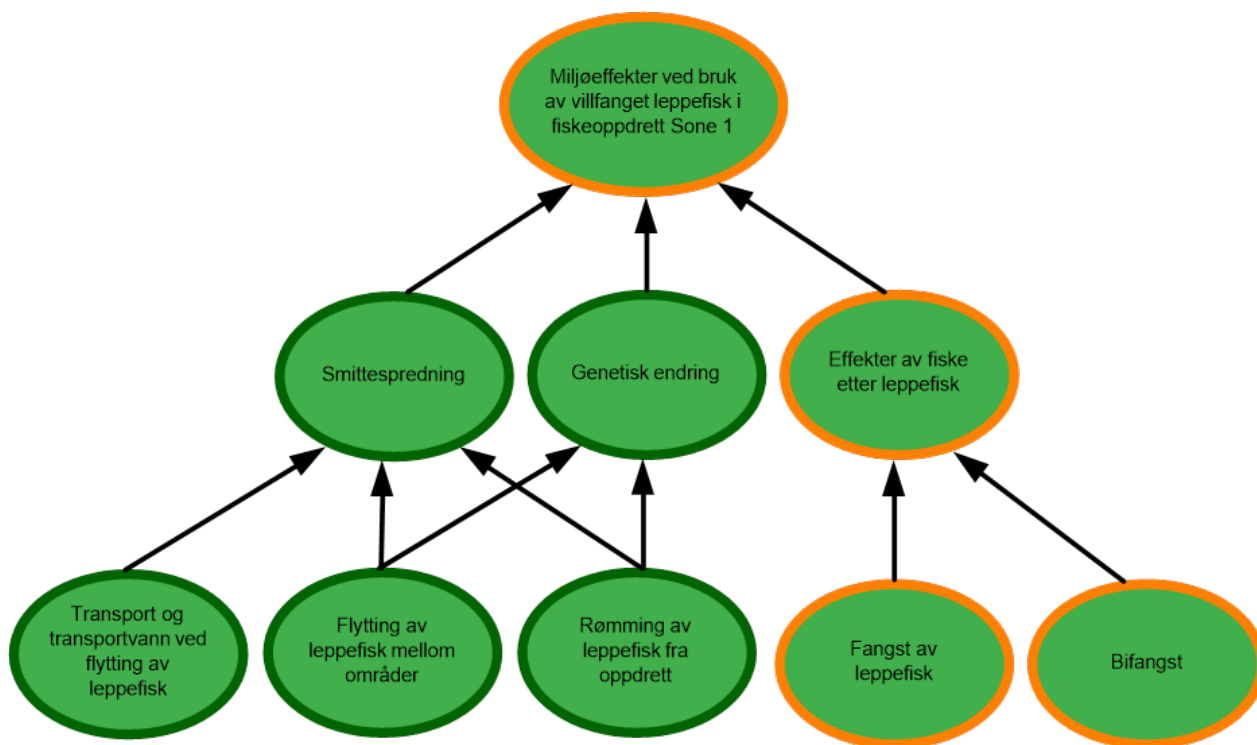 Miljøeffekter ved bruk
av villfanget leppefisk i
fiskeoppdrett Sone 1
Smittespredning
Genetisk endring
Effekter av fiske
etter leppefisk
Transport og
transportvann ved
flytting av
leppefisk
Flytting av
leppefisk mellom
områder
Rømming av
leppefisk fra
oppdrett
Fangst av
leppefisk
Bifangst